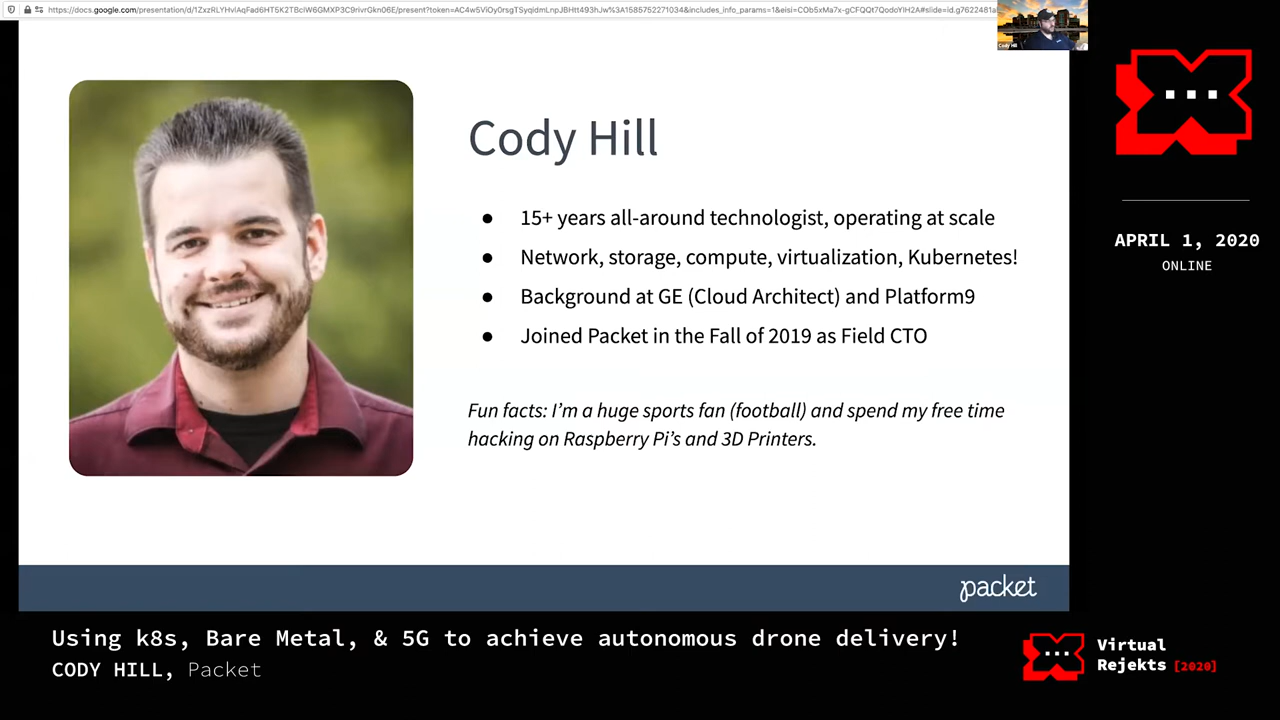 Cody Hill
Cody Hill
15+ years all-around technologist, operating at scale
Network, storage, compute, virtualization, Kubernetes!
Background at GE (Cloud Architect) and Platform9
Joined Packet in the Fall of 2019 as Field CTO
Fun facts: I'm a huge sports fan (football) and spend my free time
hacking on Raspberry Pi's and 3D Printers.
packet
APRIL 1, 2020
ONLINE
Using k8s, Bare Metal, & 5G to achieve autonomous drone delivery!
CODY HILL, Packet
Virtual
Rejekts [2020]